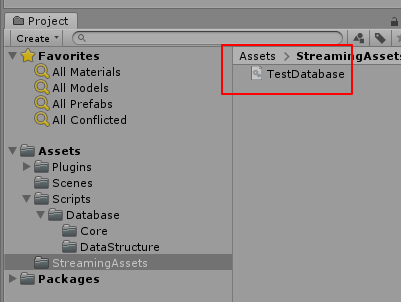 Project
Create
Favorites
All Materials
All Models
All Prefabs
All Conflicted
Assets
Plugins
Scenes
Scripts
Database
Core
DataStructure
StreamingAssets
Packages
Assets > StreamingAssets
TestDatabase